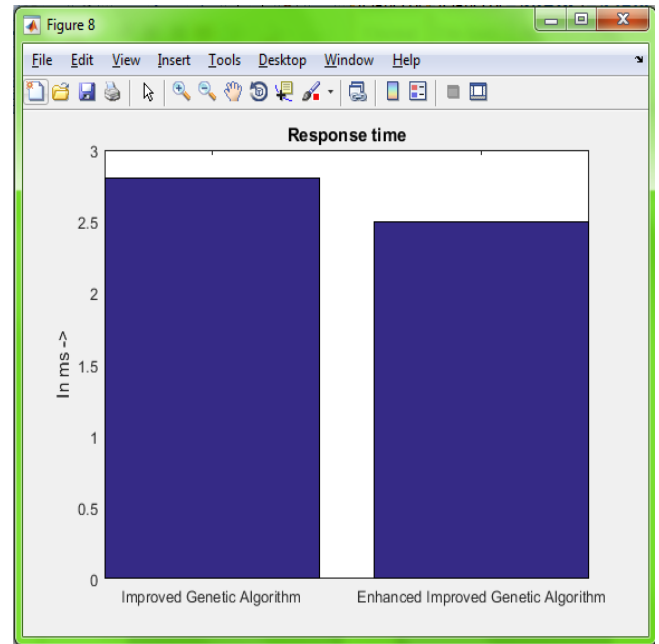 Figure 8
File Edit View Insert Tools Desktop Window Help
Response time
3
2.5
2
1.5
1
0.5
0
In ms ->
Improved Genetic Algorithm Enhanced Improved Genetic Algorithm